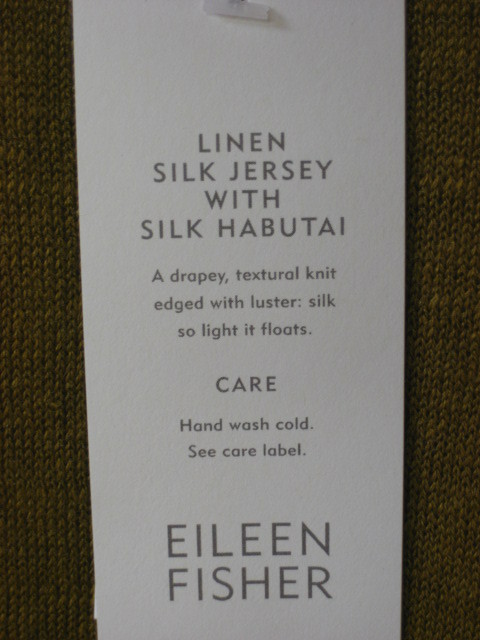 LINEN
SILK JERSEY
WITH
SILK HABUTAI
A drapey, textural knit
edged with luster: silk
so light it floats.
CARE
Hand wash cold.
See care label.
EILEEN
FISHER